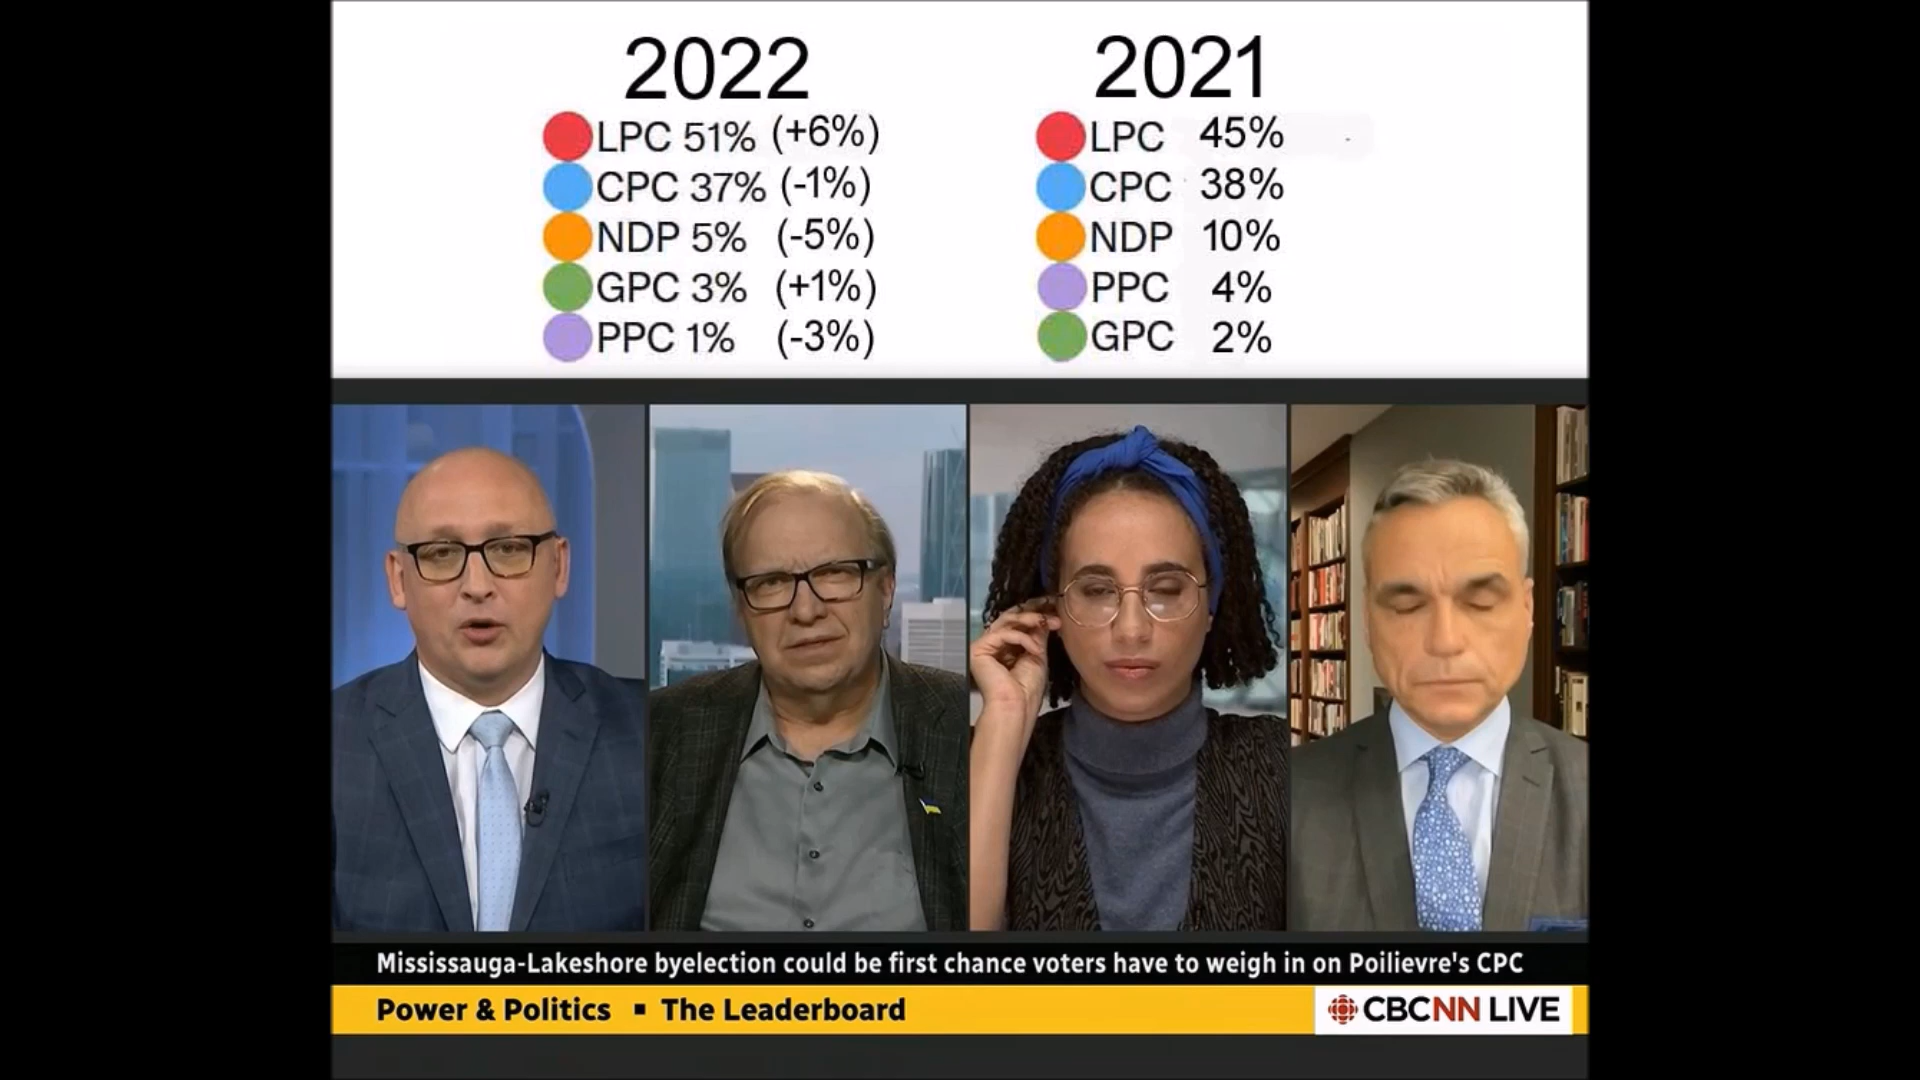 2022
LPC 51% (+6%)
CPC 37% (-1%)
NDP 5% (-5%)
GPC 3% (+1%)
PPC 1% (-3%)
2021
LPC 45%
CPC 38%
NDP 10%
PPC 4%
GPC 2%
Mississauga-Lakeshore byelection could be first chance voters have to weigh in on Poilievre's CPC
Power & Politics ▪ The Leaderboard
CBCNN LIVE